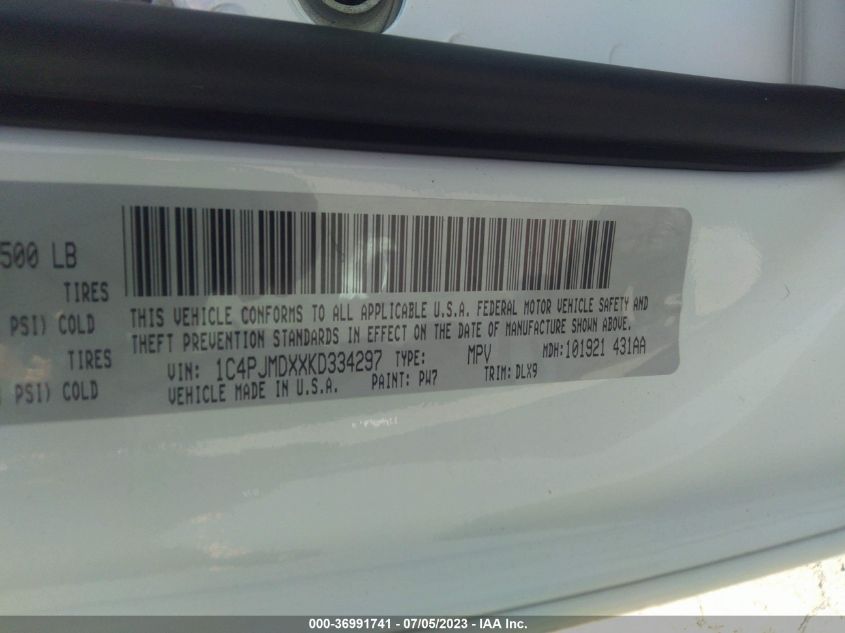 500 LB
TIRES
PSI) COLD
TIRES
PSI) COLD
THIS VEHICLE CONFORMS TO ALL APPLICABLE U.S.A. FEDERAL MOTOR VEHICLE SAFETY AND
THEFT PREVENTION STANDARDS IN EFFECT ON THE DATE OF MANUFACTURE SHOWN ABOVE.
VIN: 1C4PJMDXXKD334297 TYPE: MPV MDH:101921 431AA
VEHICLE MADE IN U.S.A. PAINT: PW7 TRIM: DLX9
000-36991741 - 07/05/2023 - IAA Inc.